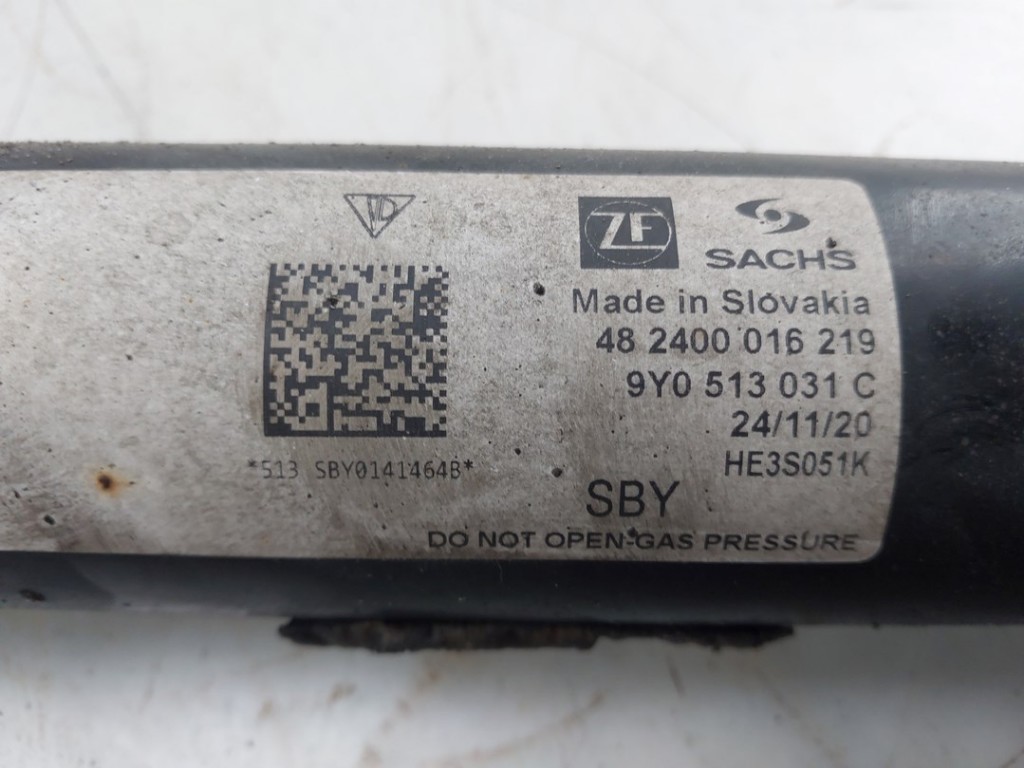 ZF
SACHS
Made in Slovakia
48 2400 016 219
9Y0 513 031 C
24/11/20
HE3S051K
*513 SBY0141464B*
SBY
DO NOT OPEN-GAS PRESSURE